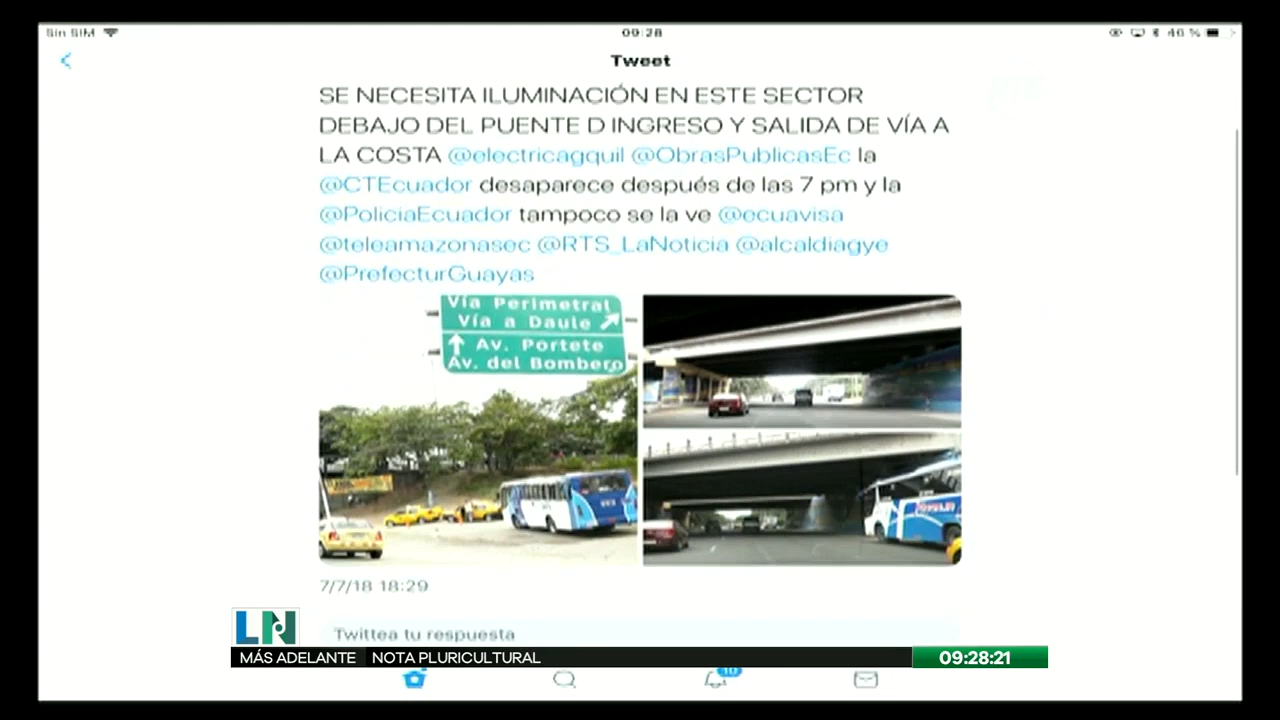 Sin SIM
09:28
46 %
Tweet
SE NECESITA ILUMINACIÓN EN ESTE SECTOR
DEBAJO DEL PUENTE D INGRESO Y SALIDA DE VÍA A
LA COSTA @electricagquil @ObrasPublicasEc la
@CTEcuador desaparece después de las 7 pm y la
@PoliciaEcuador tampoco se la ve @ecuavisa
@teleamazonasec @RTS_LaNoticia @alcaldiagye
@PrefecturGuayas
Vía Perimetral
Vía a Daule
Av. Portete
Av. del Bombero
7/7/18 18:29
Twittea tu respuesta
LN
MÁS ADELANTE NOTA PLURICULTURAL
09:28:21
10